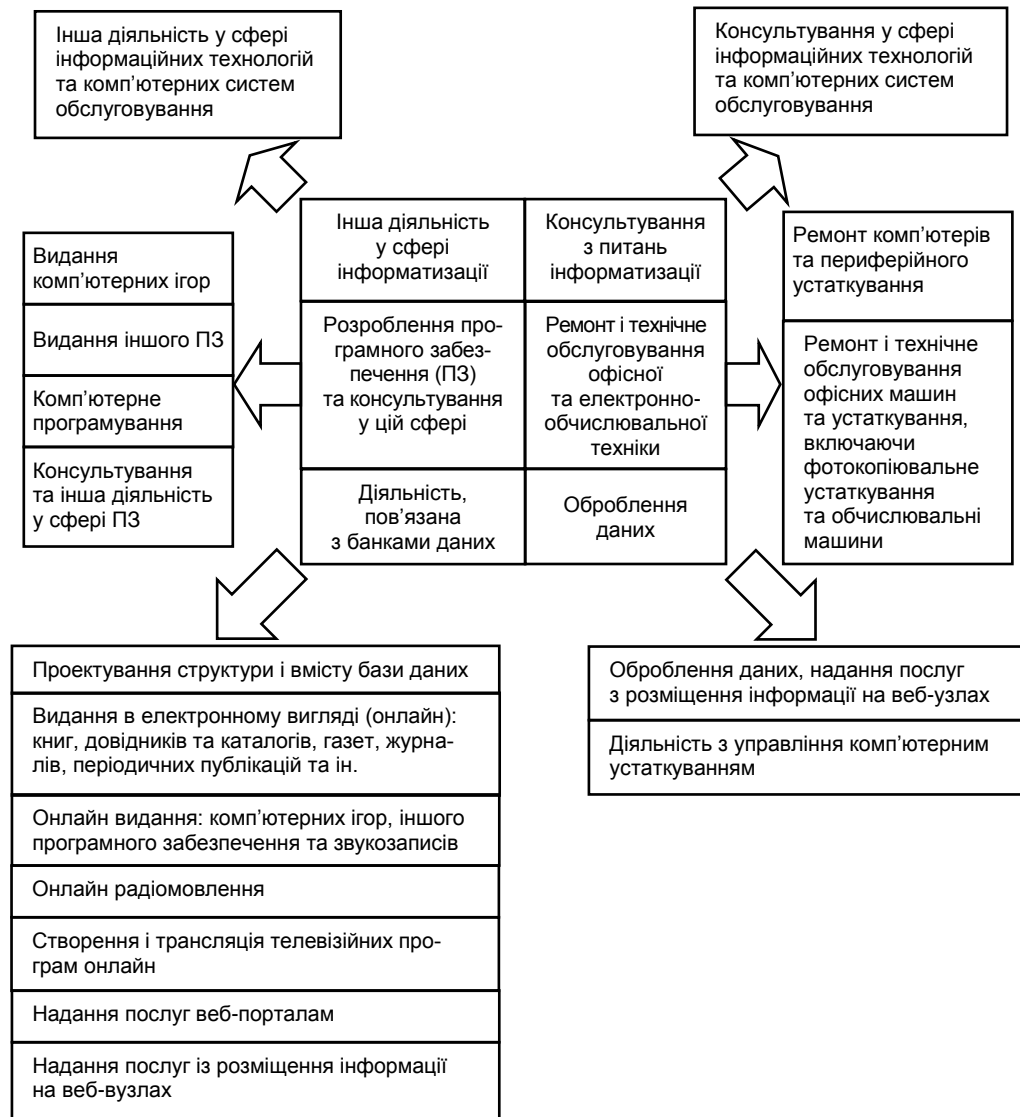 Інша діяльність у сфері
інформаційних технологій
та комп’ютерних систем
обслуговування
Консультування у сфері
інформаційних технологій
та комп’ютерних систем
обслуговування
Інша діяльність
у сфері
інформатизації
Консультування
з питань
інформатизації
Видання
комп’ютерних ігор
Видання іншого ПЗ
Комп’ютерне
програмування
Консультування
та інша діяльність
у сфері ПЗ
Розроблення про-
грамного забез-
печення (ПЗ)
та консультування
у цій сфері
Ремонт і технічне
обслуговування
офісної
та електронно-
обчислювальної
техніки
Ремонт комп’ютерів
та периферійного
устаткування
Ремонт і технічне
обслуговування
офісних машин
та устаткування,
включаючи
фотокопіювальне
устаткування
та обчислювальні
машини
Діяльність,
пов’язана
з банками даних
Оброблення
даних
Проектування структури і вмісту бази даних
Видання в електронному вигляді (онлайн):
книг, довідників та каталогів, газет, журна-
лів, періодичних публікацій та ін.
Онлайн видання: комп’ютерних ігор, іншого
програмного забезпечення та звукозаписів
Онлайн радіомовлення
Створення і трансляція телевізійних про-
грам онлайн
Надання послуг веб-порталам
Надання послуг із розміщення інформації
на веб-вузлах
Оброблення даних, надання послуг
з розміщення інформації на веб-узлах
Діяльність з управління комп’ютерним
устаткуванням